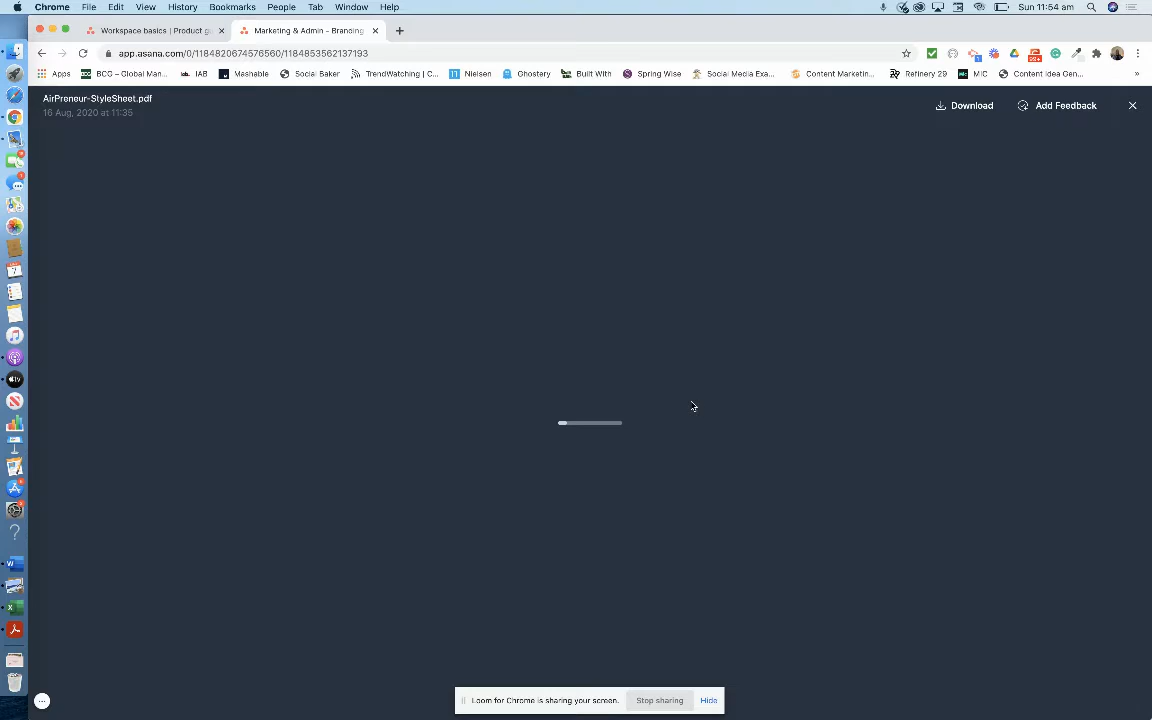 Chrome File Edit View History Bookmarks People Tab Window Help Sun 11:54 am
Workspace basics | Product gu Marketing & Admin - Branding
app.asana.com/0/1184820674576560/1184853562137193
Apps BCG – Global Man... IAB Mashable Social Baker TrendWatching | C... Nielsen Ghostery Built With Spring Wise Social Media Exa... Content Marketin... Refinery 29 MIC Content Idea Gen... »
AirPreneur-StyleSheet.pdf
16 Aug, 2020 at 11:35
Download Add Feedback
Loom for Chrome is sharing your screen. Stop sharing Hide